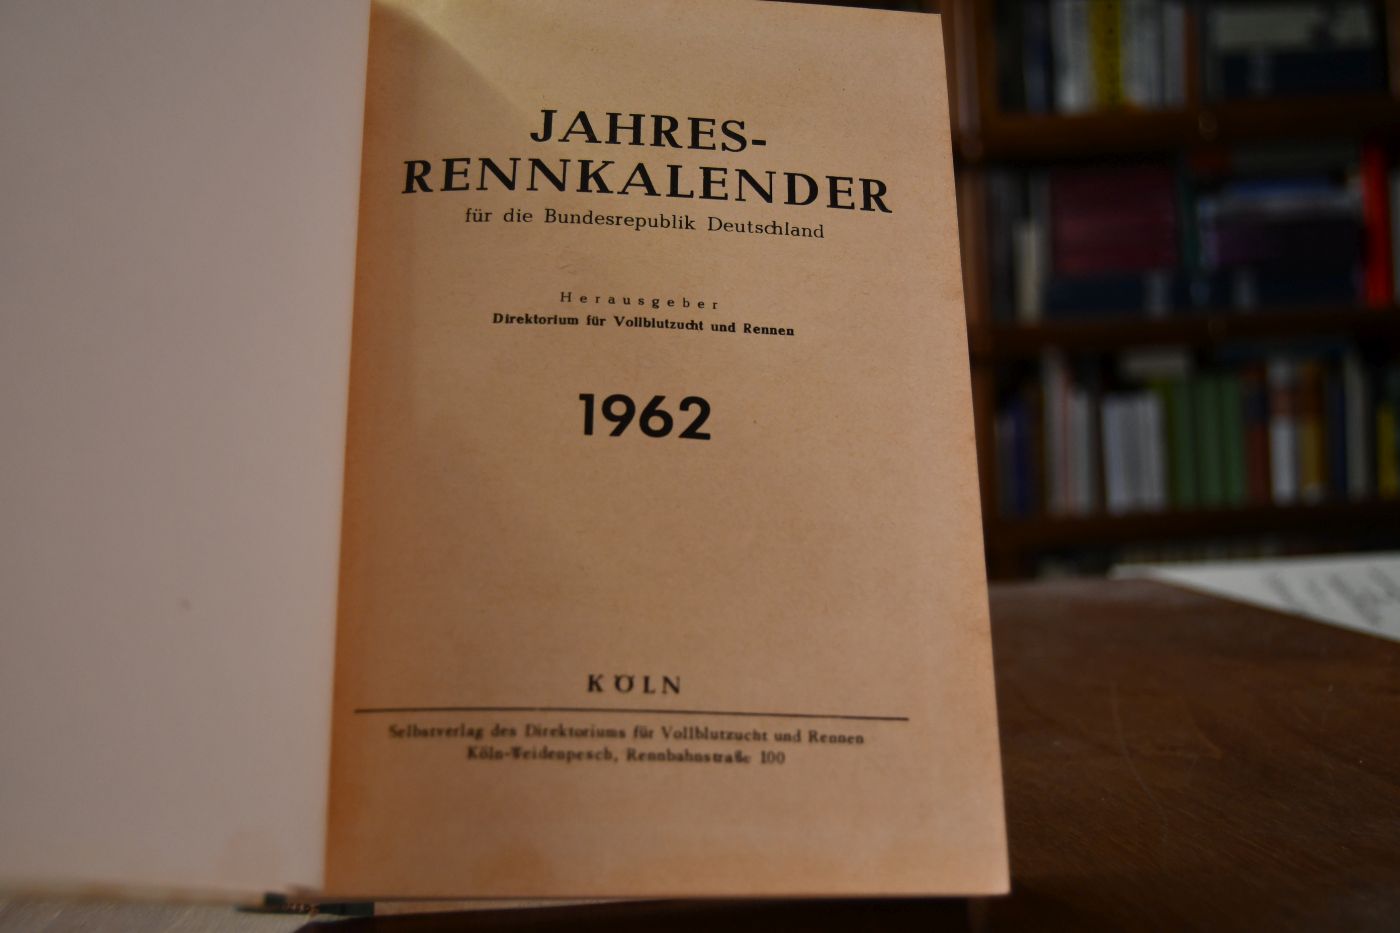 JAHRES-
RENNKALENDER
für die Bundesrepublik Deutschland
Herausgeber
Direktorium für Vollblutzucht und Rennen
1962
KÖLN
Selbstverlag des Direktoriums für Vollblutzucht und Rennen
Köln-Weidenpesch, Rennbahnstraße 100